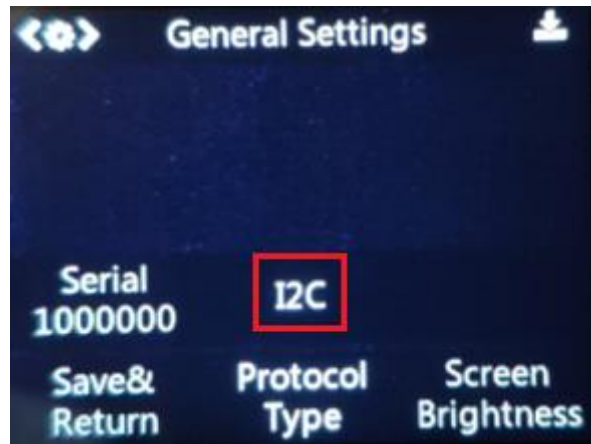 General Settings
Serial
1000000
I2C
Save&
Return
Protocol
Type
Screen
Brightness